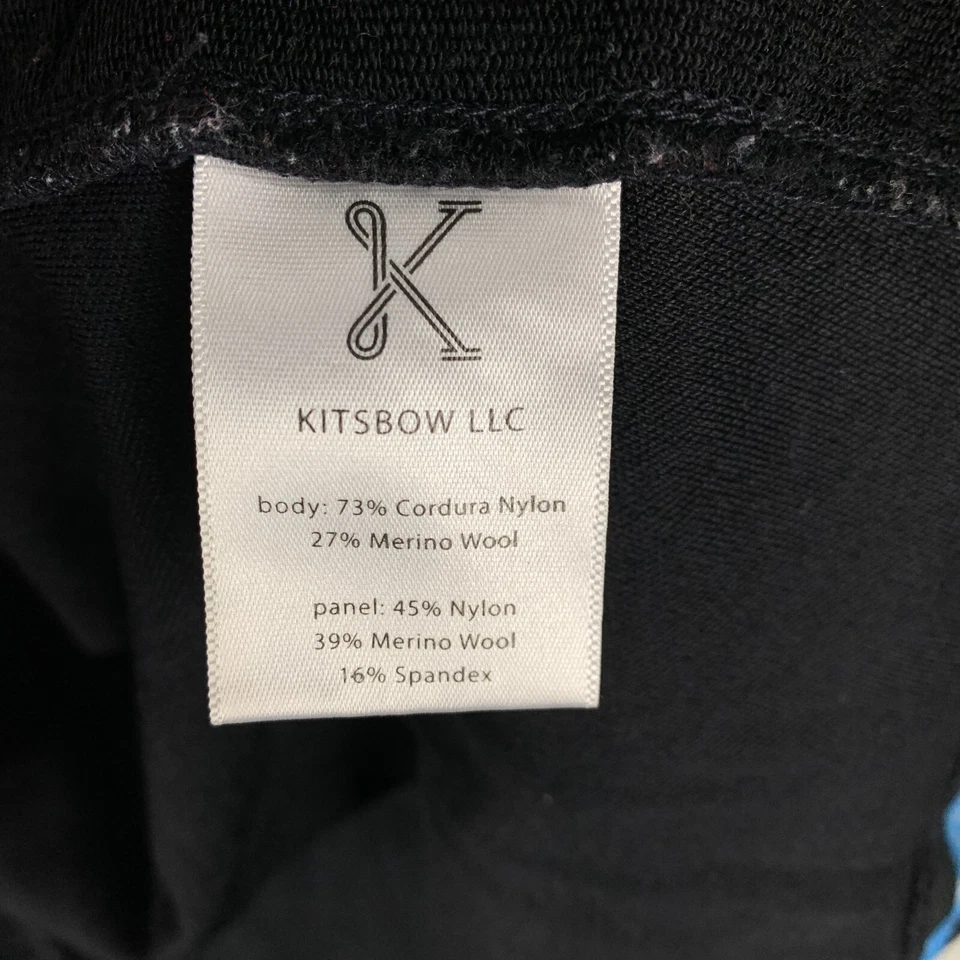 K
KITSBOW LLC
body: 73% Cordura Nylon
27% Merino Wool
panel: 45% Nylon
39% Merino Wool
16% Spandex